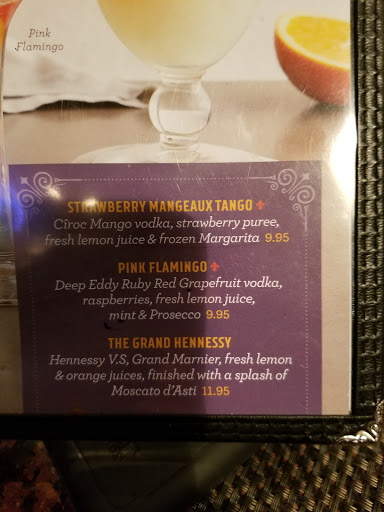 Pink
Flamingo
STRAWBERRY MANGEAUX TANGO
Cîroc Mango vodka, strawberry puree,
fresh lemon juice & frozen Margarita 9.95
PINK FLAMINGO
Deep Eddy Ruby Red Grapefruit vodka,
raspberries, fresh lemon juice,
mint & Prosecco 9.95
THE GRAND HENNESSY
Hennessy V.S, Grand Marnier, fresh lemon
& orange juices, finished with a splash of
Moscato d'Asti 11.95